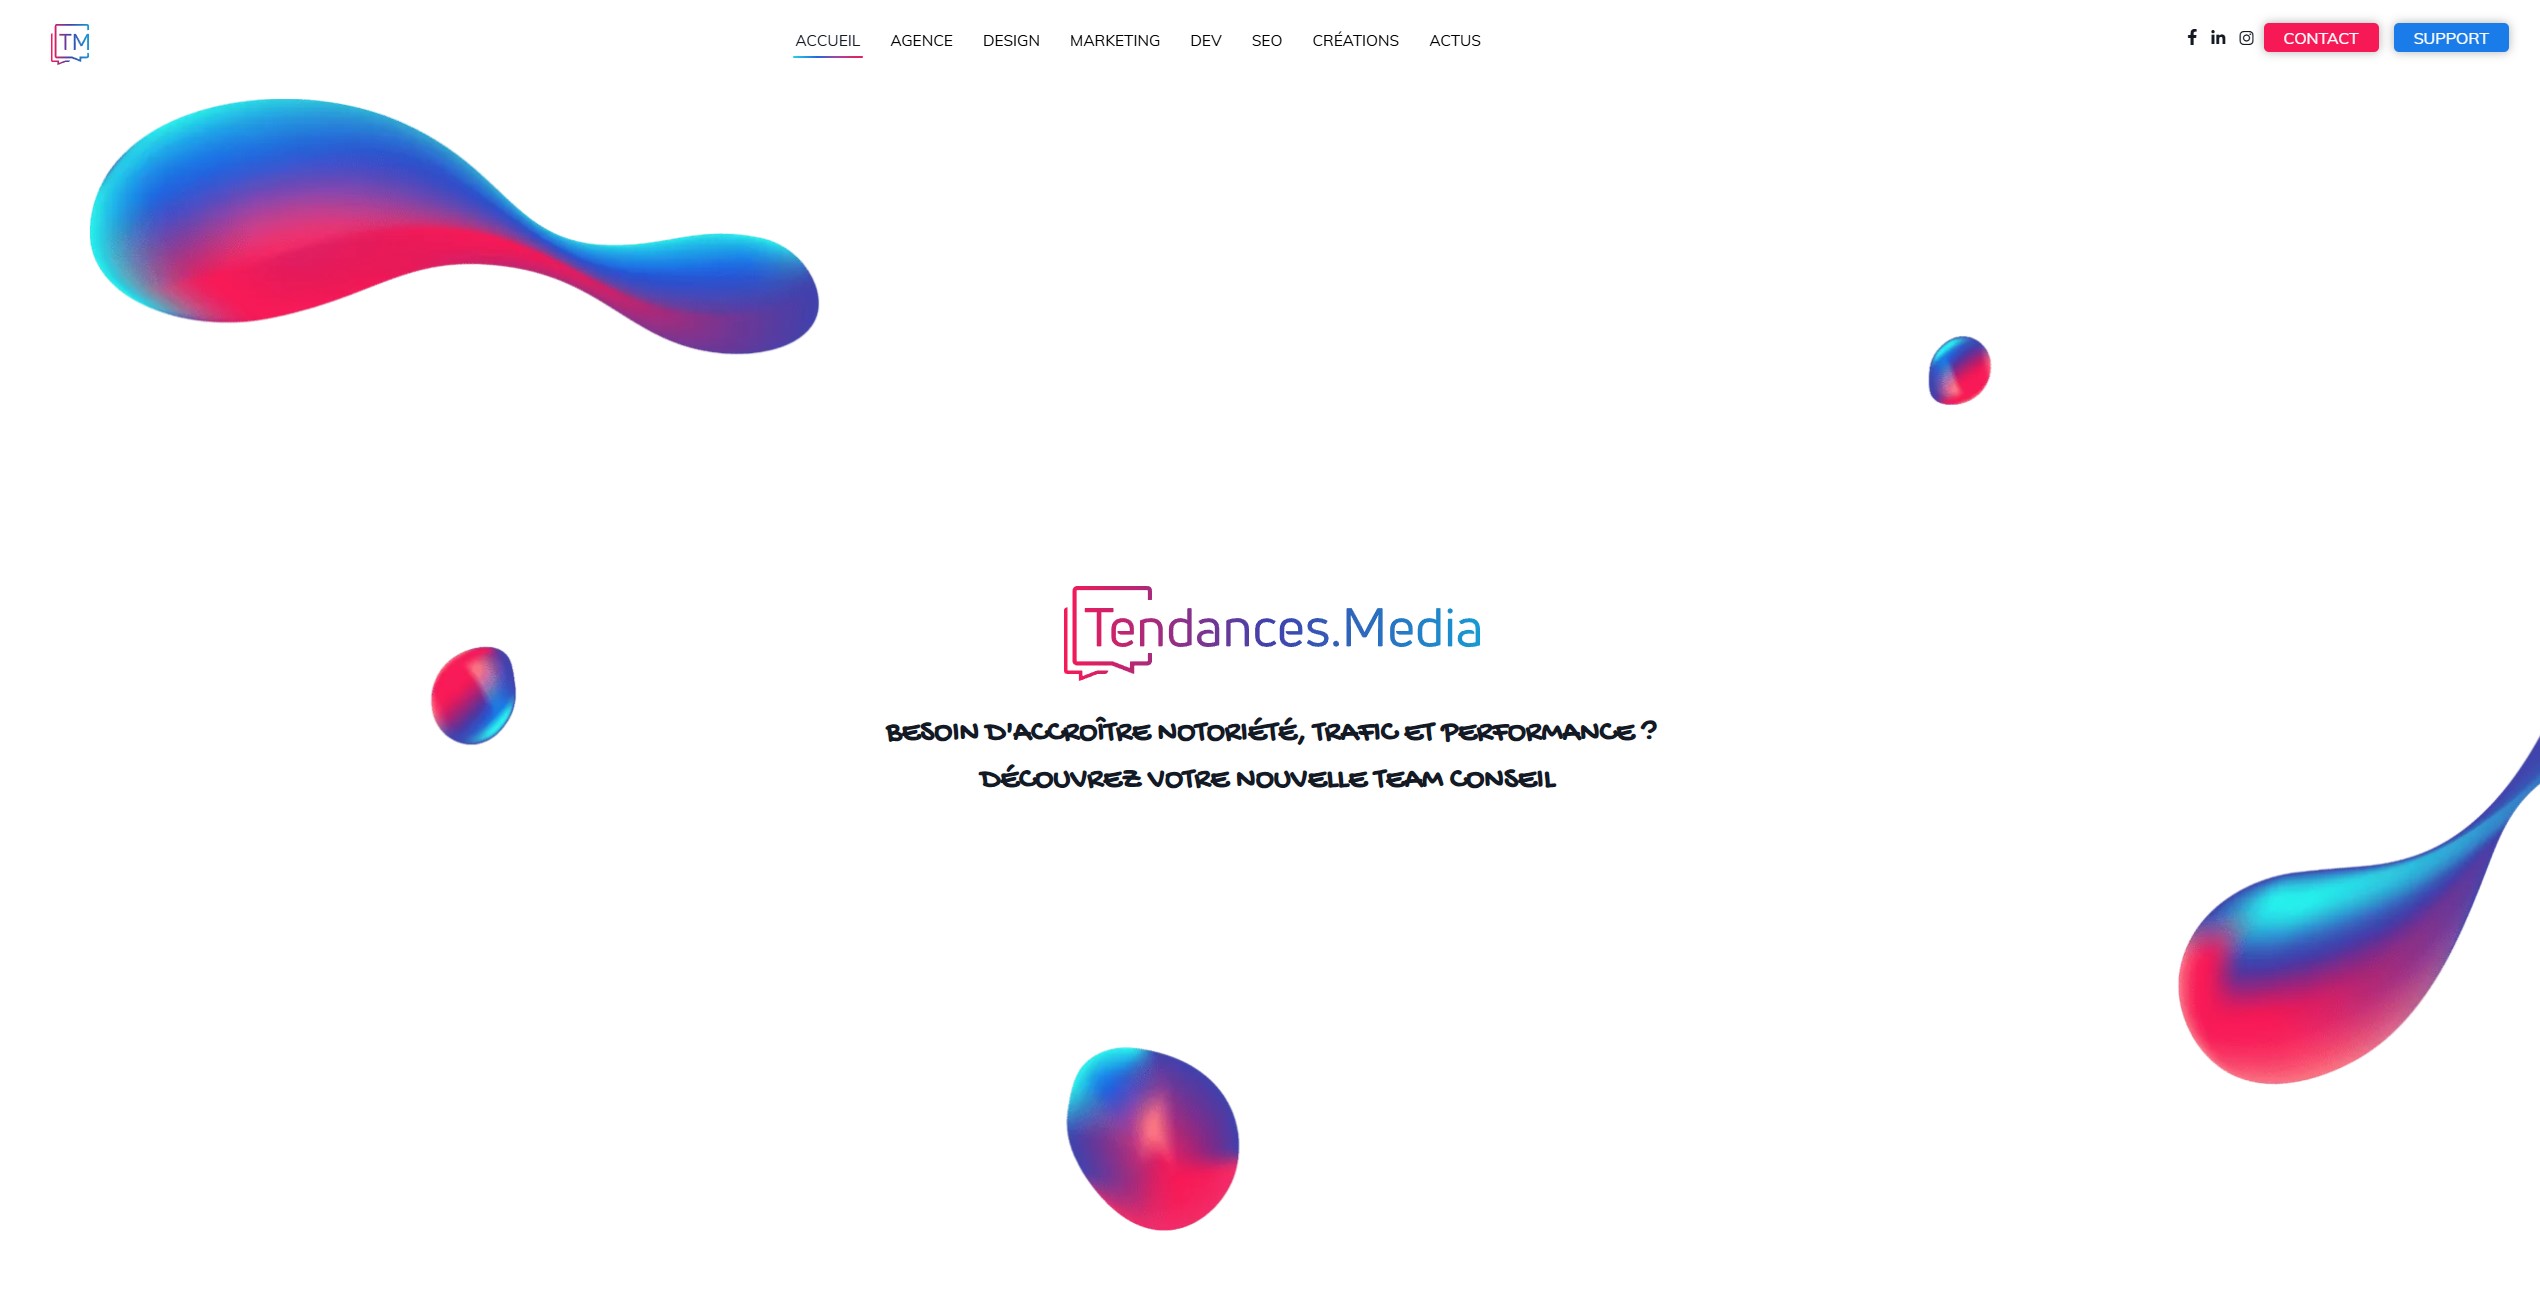 TM
ACCUEIL AGENCE DESIGN MARKETING DEV SEO CRÉATIONS ACTUS
CONTACT SUPPORT
Tendances.Media
BESOIN D'ACCROÎTRE NOTORIÉTÉ, TRAFIC ET PERFORMANCE ?
DÉCOUVREZ VOTRE NOUVELLE TEAM CONSEIL